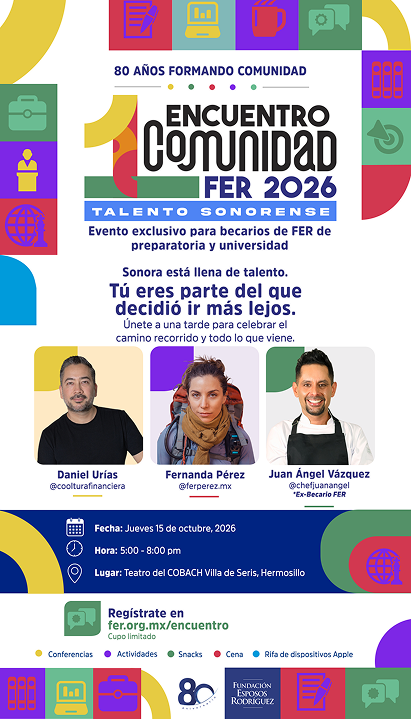 80 AÑOS FORMANDO COMUNIDAD
1
ENCUENTRO
COMUNIDAD
FER 2026
TALENTO SONORENSE
Evento exclusivo para becarios de FER de
preparatoria y universidad
Sonora está llena de talento.
Tú eres parte del que
decidió ir más lejos.
Únete a una tarde para celebrar el
camino recorrido y todo lo que viene.
Daniel Urías
@coolturafinanciera
Fernanda Pérez
@ferperez.mx
Juan Ángel Vázquez
@chefjuanangel
*Ex-Becario FER
Fecha: Jueves 15 de octubre, 2026
Hora: 5:00 - 8:00 pm
Lugar: Teatro del COBACH Villa de Seris, Hermosillo
Regístrate en
fer.org.mx/encuentro
Cupo limitado
Conferencias
Actividades
Snacks
Cena
Rifa de dispositivos Apple
80
FUNDACIÓN
ESPOSOS
RODRÍGUEZ